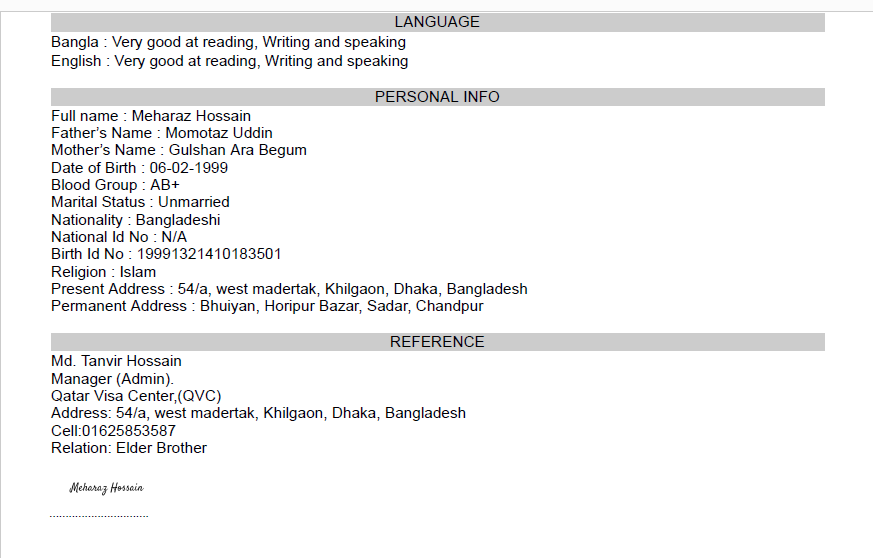 LANGUAGE
Bangla : Very good at reading, Writing and speaking
English : Very good at reading, Writing and speaking
PERSONAL INFO
Full name : Meharaz Hossain
Father’s Name : Momotaz Uddin
Mother’s Name : Gulshan Ara Begum
Date of Birth : 06-02-1999
Blood Group : AB+
Marital Status : Unmarried
Nationality : Bangladeshi
National Id No : N/A
Birth Id No : 19991321410183501
Religion : Islam
Present Address : 54/a, west madertak, Khilgaon, Dhaka, Bangladesh
Permanent Address : Bhuiyan, Horipur Bazar, Sadar, Chandpur
REFERENCE
Md. Tanvir Hossain
Manager (Admin).
Qatar Visa Center,(QVC)
Address: 54/a, west madertak, Khilgaon, Dhaka, Bangladesh
Cell:01625853587
Relation: Elder Brother
Meharaz Hossain
...............................